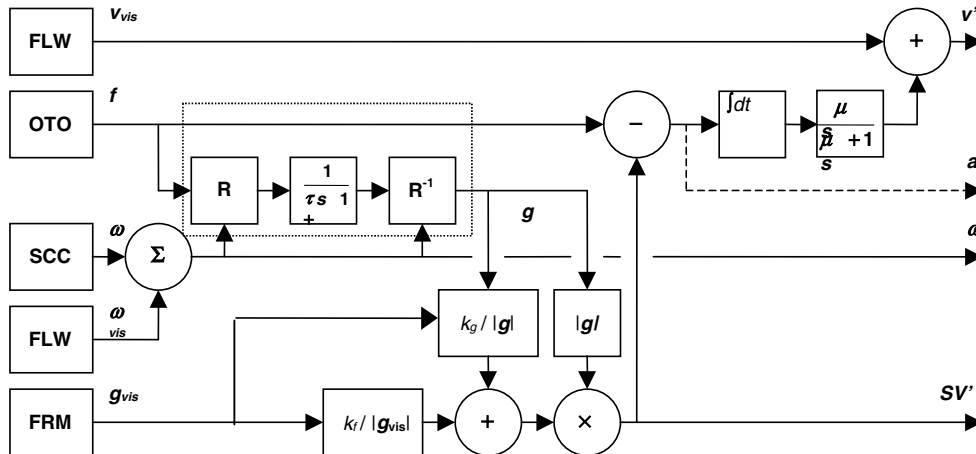 v_vis
v'
FLW
+
f
OTO
−
∫dt
μ
s
μ +1
s
a
R
1
τs 1
+
R⁻¹
g
ω
ω
SCC
Σ
ω
vis
FLW
k_g / |g|
|g|
g_vis
SV'
FRM
k_f / |g_vis|
+
×